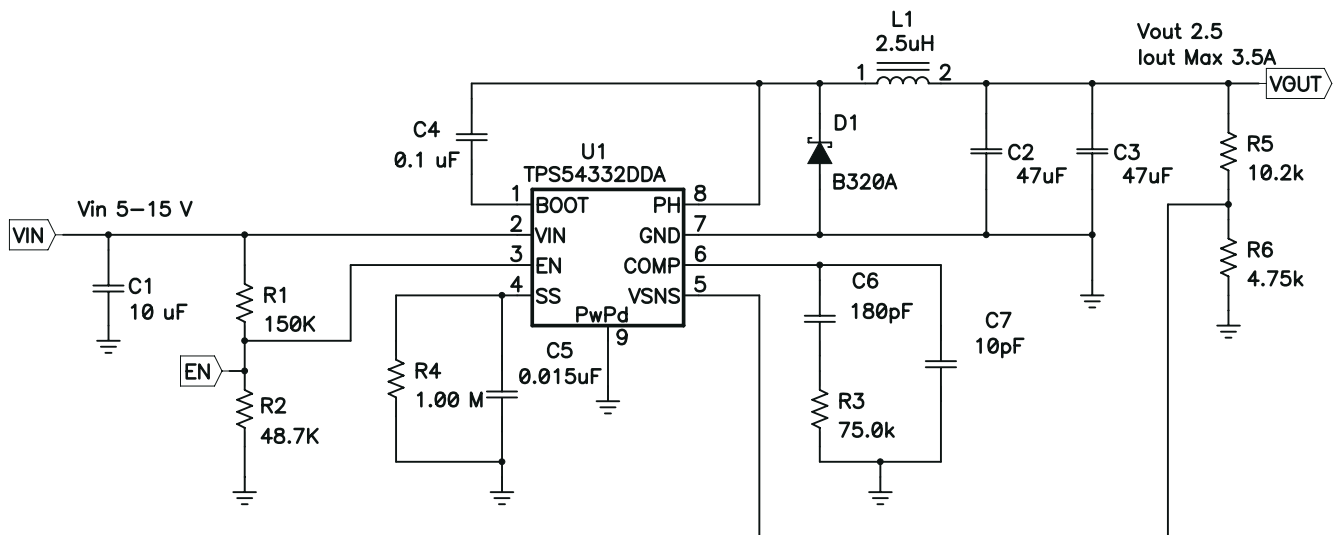 L1
2.5uH
1 2
Vout 2.5
Iout Max 3.5A
VOUT
C4
0.1 uF
U1
TPS54332DDA
D1
B320A
C2
47uF
C3
47uF
R5
10.2k
Vin 5-15 V
VIN
1 BOOT PH 8
2 VIN GND 7
3 EN COMP 6
4 SS VSNS 5
PwPd
9
C1
10 uF
R1
150K
EN
R2
48.7K
R4
1.00 M
C5
0.015uF
C6
180pF
R3
75.0k
C7
10pF
R6
4.75k